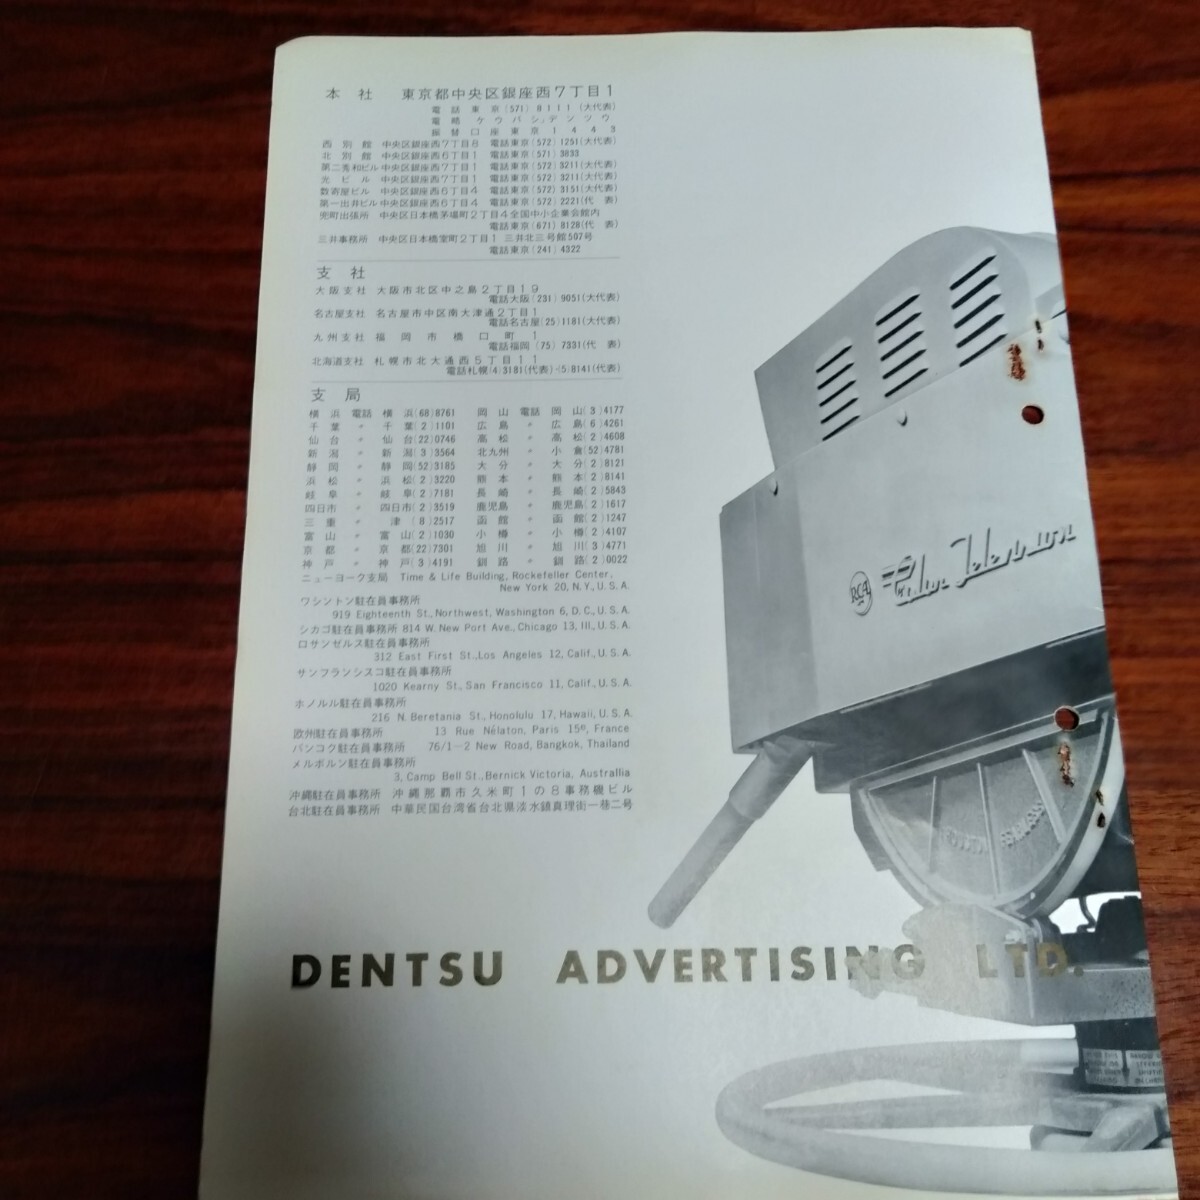 本社 東京都中央区銀座西7丁目1
電話東京(571)8111(大代表)
電略 ケウバシ,デンツウ
振替口座東京1443
西別館 中央区銀座西7丁目8 電話東京(572)1251(大代表)
北別館 中央区銀座西6丁目1 電話東京(571)3833
第二秀和ビル 中央区銀座西7丁目1 電話東京(572)3211(大代表)
光ビル 中央区銀座西7丁目1 電話東京(572)3211(大代表)
数寄屋ビル 中央区銀座西6丁目4 電話東京(572)3151(大代表)
第一出井ビル 中央区銀座西6丁目4 電話東京(572)2221(代 表)
兜町出張所 中央区日本橋茅場町2丁目4全国中小企業会館内
電話東京(671)8128(代 表)
三井事務所 中央区日本橋室町2丁目1 三井北三号館507号
電話東京(241)4322
支社
大阪支社 大阪市北区中之島2丁目19
電話大阪(231)9051(大代表)
名古屋支社 名古屋市中区南大津通2丁目1
電話名古屋(25)1181(大代表)
九州支社 福岡市橋口町1
電話福岡(75)7331(代 表)
北海道支社 札幌市北大通西5丁目11
電話札幌(4)3181(代表)・(5)8141(代表)
支局
横浜 電話 横浜(68)8761 岡山 電話 岡山(3)4177
千葉 〃 千葉(2)1101 広島 〃 広島(6)4261
仙台 〃 仙台(22)0746 高松 〃 高松(2)4608
新潟 〃 新潟(3)3564 北九州 〃 小倉(52)4781
静岡 〃 静岡(52)3185 大分 〃 大分(2)8121
浜松 〃 浜松(2)3220 熊本 〃 熊本(2)8141
岐阜 〃 岐阜(2)7181 長崎 〃 長崎(2)5843
四日市 〃 四日市(2)3519 鹿児島 〃 鹿児島(2)1617
三重 〃 津(8)2517 函館 〃 函館(2)1247
富山 〃 富山(2)1030 小樽 〃 小樽(2)4107
京都 〃 京都(22)7301 旭川 〃 旭川(3)4771
神戸 〃 神戸(3)4191 釧路 〃 釧路(2)0022
ニューヨーク支局 Time & Life Building, Rockefeller Center,
New York 20, N.Y., U.S.A.
ワシントン駐在員事務所
919 Eighteenth St., Northwest, Washington 6, D.C., U.S.A.
シカゴ駐在員事務所 814 W. New Port Ave., Chicago 13, Ill., U.S.A.
ロサンゼルス駐在員事務所
312 East First St., Los Angeles 12, Calif., U.S.A.
サンフランシスコ駐在員事務所
1020 Kearny St., San Francisco 11, Calif., U.S.A.
ホノルル駐在員事務所
216 N. Beretania St., Honolulu 17, Hawaii, U.S.A.
欧州駐在員事務所 13 Rue Nélaton, Paris 15e, France
バンコク駐在員事務所 76/1-2 New Road, Bangkok, Thailand
メルボルン駐在員事務所
3, Camp Bell St., Bernick Victoria, Australlia
沖縄駐在員事務所 沖縄那覇市久米町1の8事務機ビル
台北駐在員事務所 中華民国台湾省台北県淡水鎮真理街一巷二号
RCA Color Television
DENTSU ADVERTISING LTD.